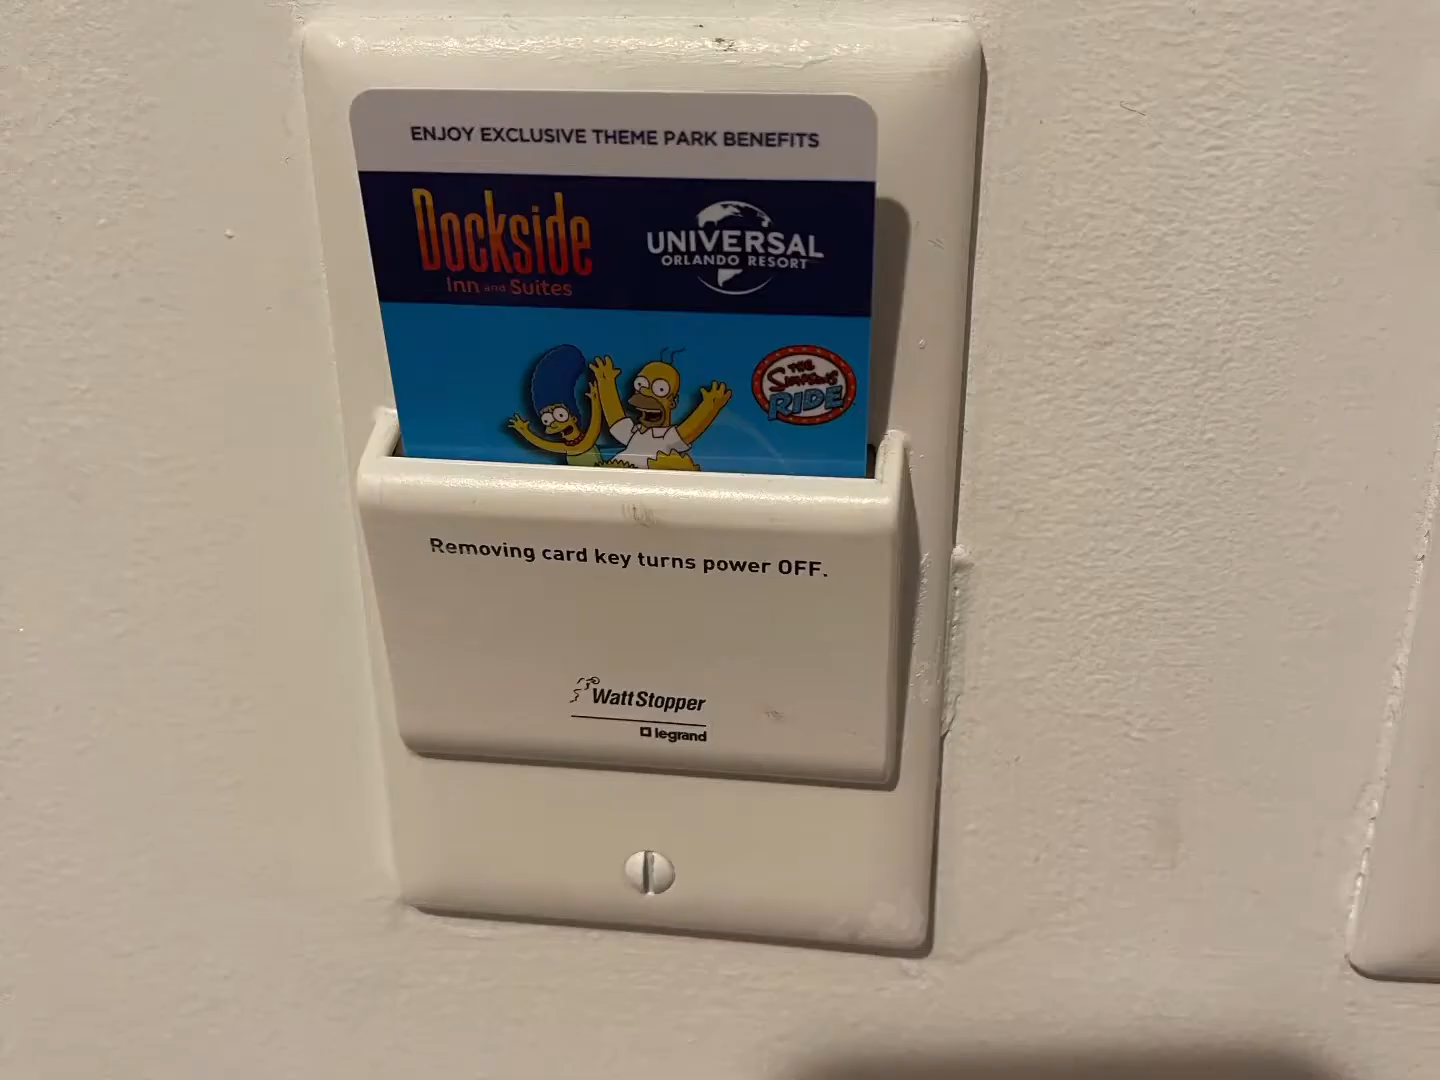 ENJOY EXCLUSIVE THEME PARK BENEFITS
Dockside
Inn and Suites
UNIVERSAL
ORLANDO RESORT
THE
SIMPSONS
RIDE
Removing card key turns power OFF.
WattStopper
legrand